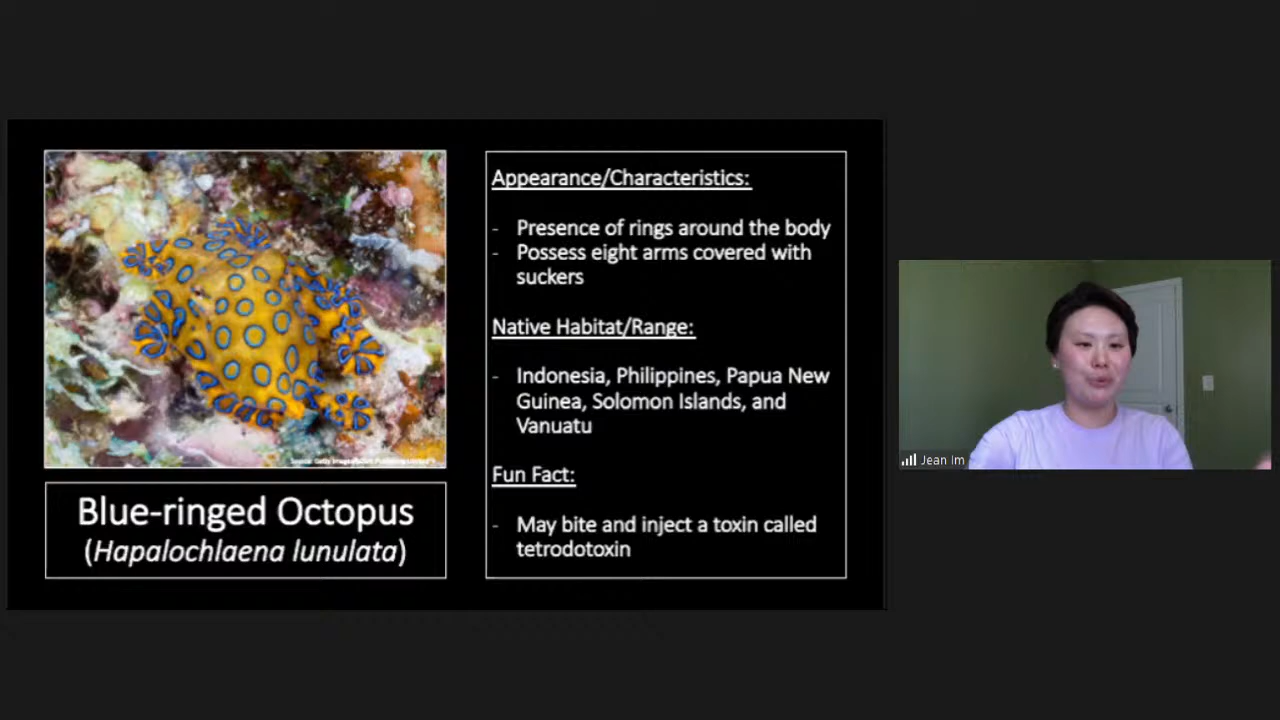 Appearance/Characteristics:
- Presence of rings around the body
- Possess eight arms covered with
suckers
Native Habitat/Range:
- Indonesia, Philippines, Papua New
Guinea, Solomon Islands, and
Vanuatu
Fun Fact:
- May bite and inject a toxin called
tetrodotoxin
Blue-ringed Octopus
(Hapalochlaena lunulata)
Jean Im